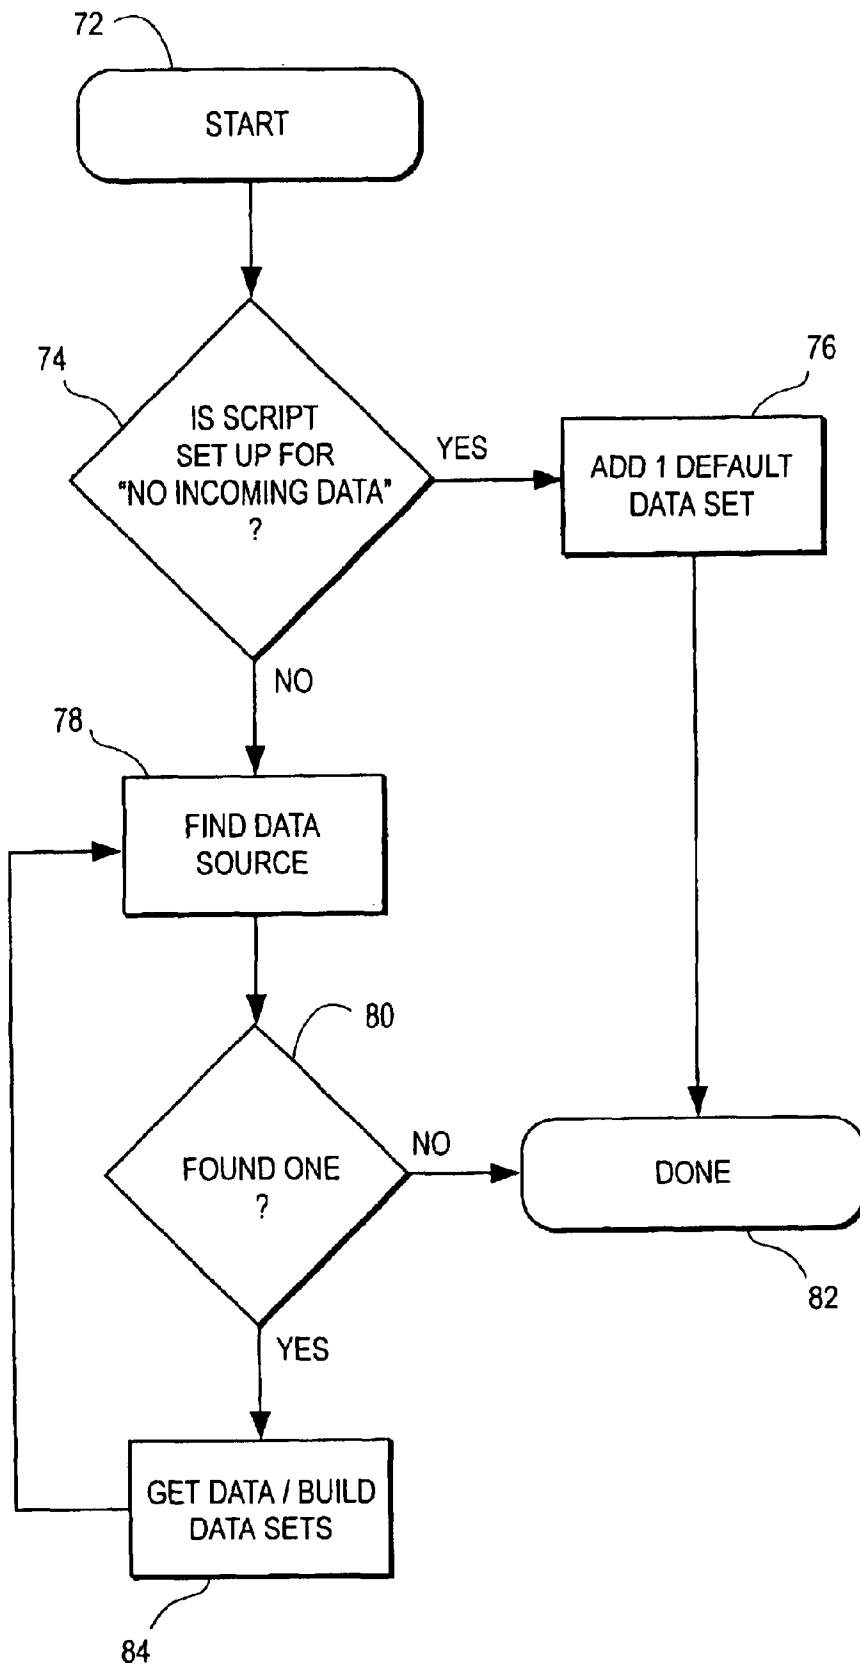 72
START
74
IS SCRIPT
SET UP FOR
"NO INCOMING DATA"
?
YES
76
ADD 1 DEFAULT
DATA SET
NO
78
FIND DATA
SOURCE
80
FOUND ONE
?
NO
DONE
82
YES
GET DATA / BUILD
DATA SETS
84